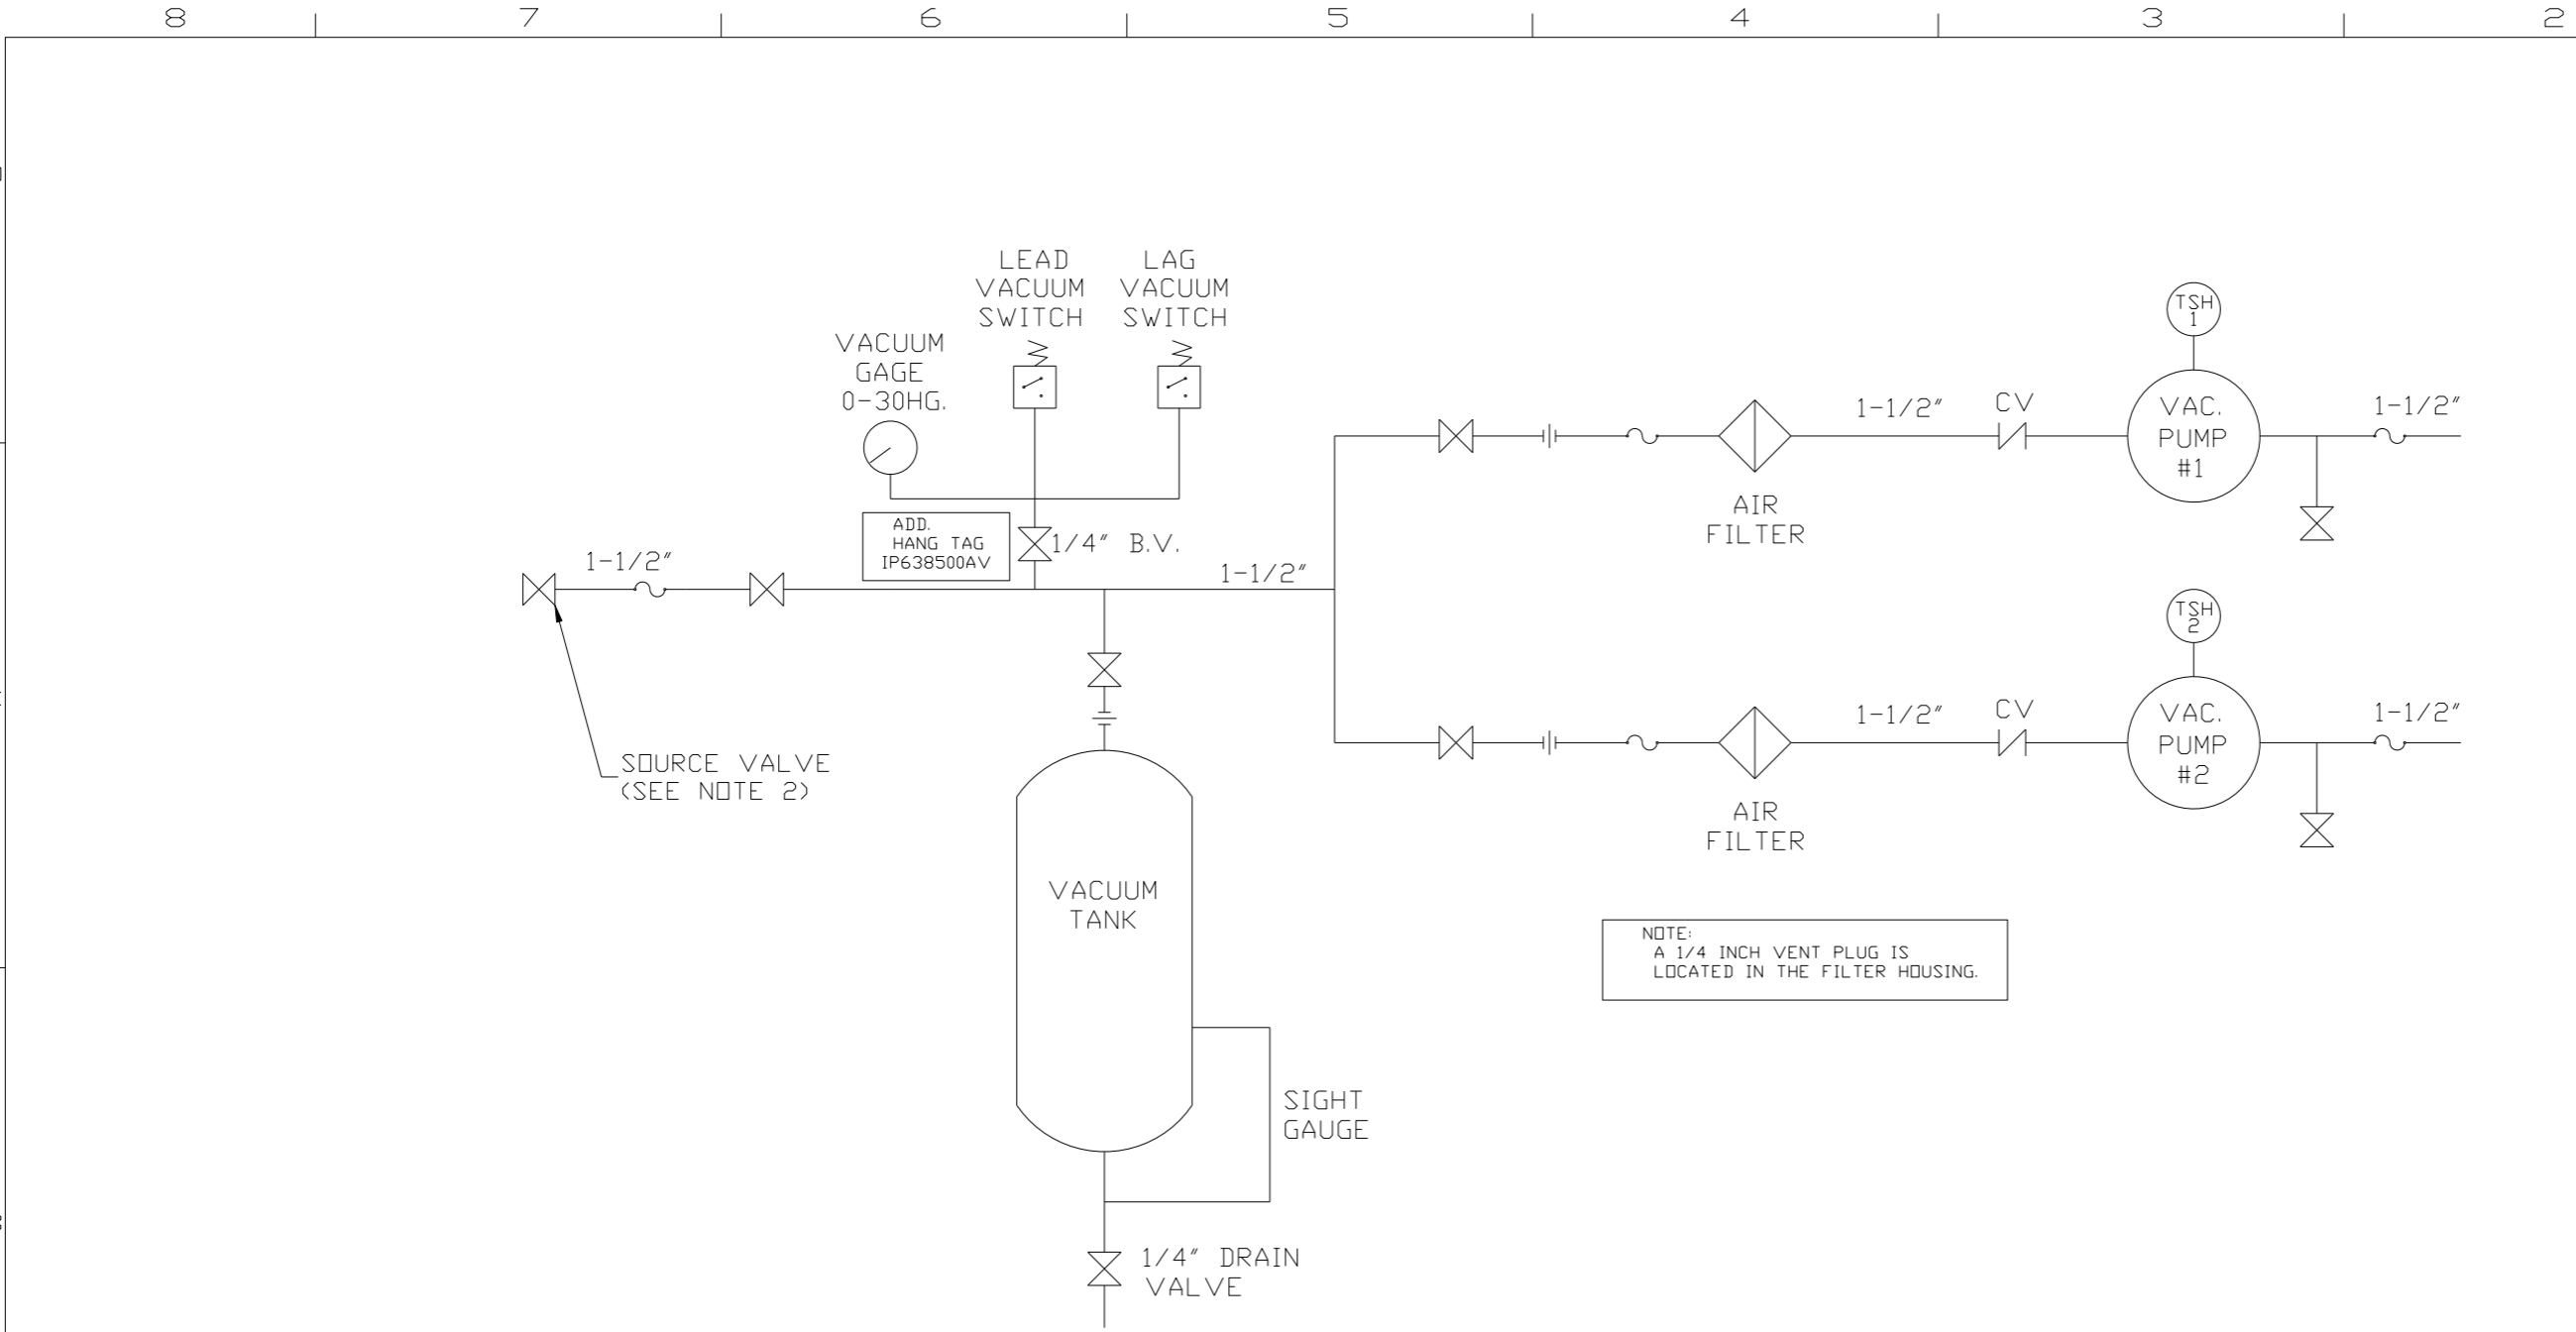 8 7 6 5 4 3 2
LEAD
VACUUM
SWITCH
LAG
VACUUM
SWITCH
VACUUM
GAGE
0-30HG.
ADD.
HANG TAG
IP638500AV
1/4" B.V.
1-1/2"
1-1/2"
SOURCE VALVE
(SEE NOTE 2)
TSH
1
1-1/2"
CV
VAC.
PUMP
#1
1-1/2"
AIR
FILTER
TSH
2
1-1/2"
CV
VAC.
PUMP
#2
1-1/2"
AIR
FILTER
VACUUM
TANK
NOTE:
A 1/4 INCH VENT PLUG IS
LOCATED IN THE FILTER HOUSING.
SIGHT
GAUGE
1/4" DRAIN
VALVE